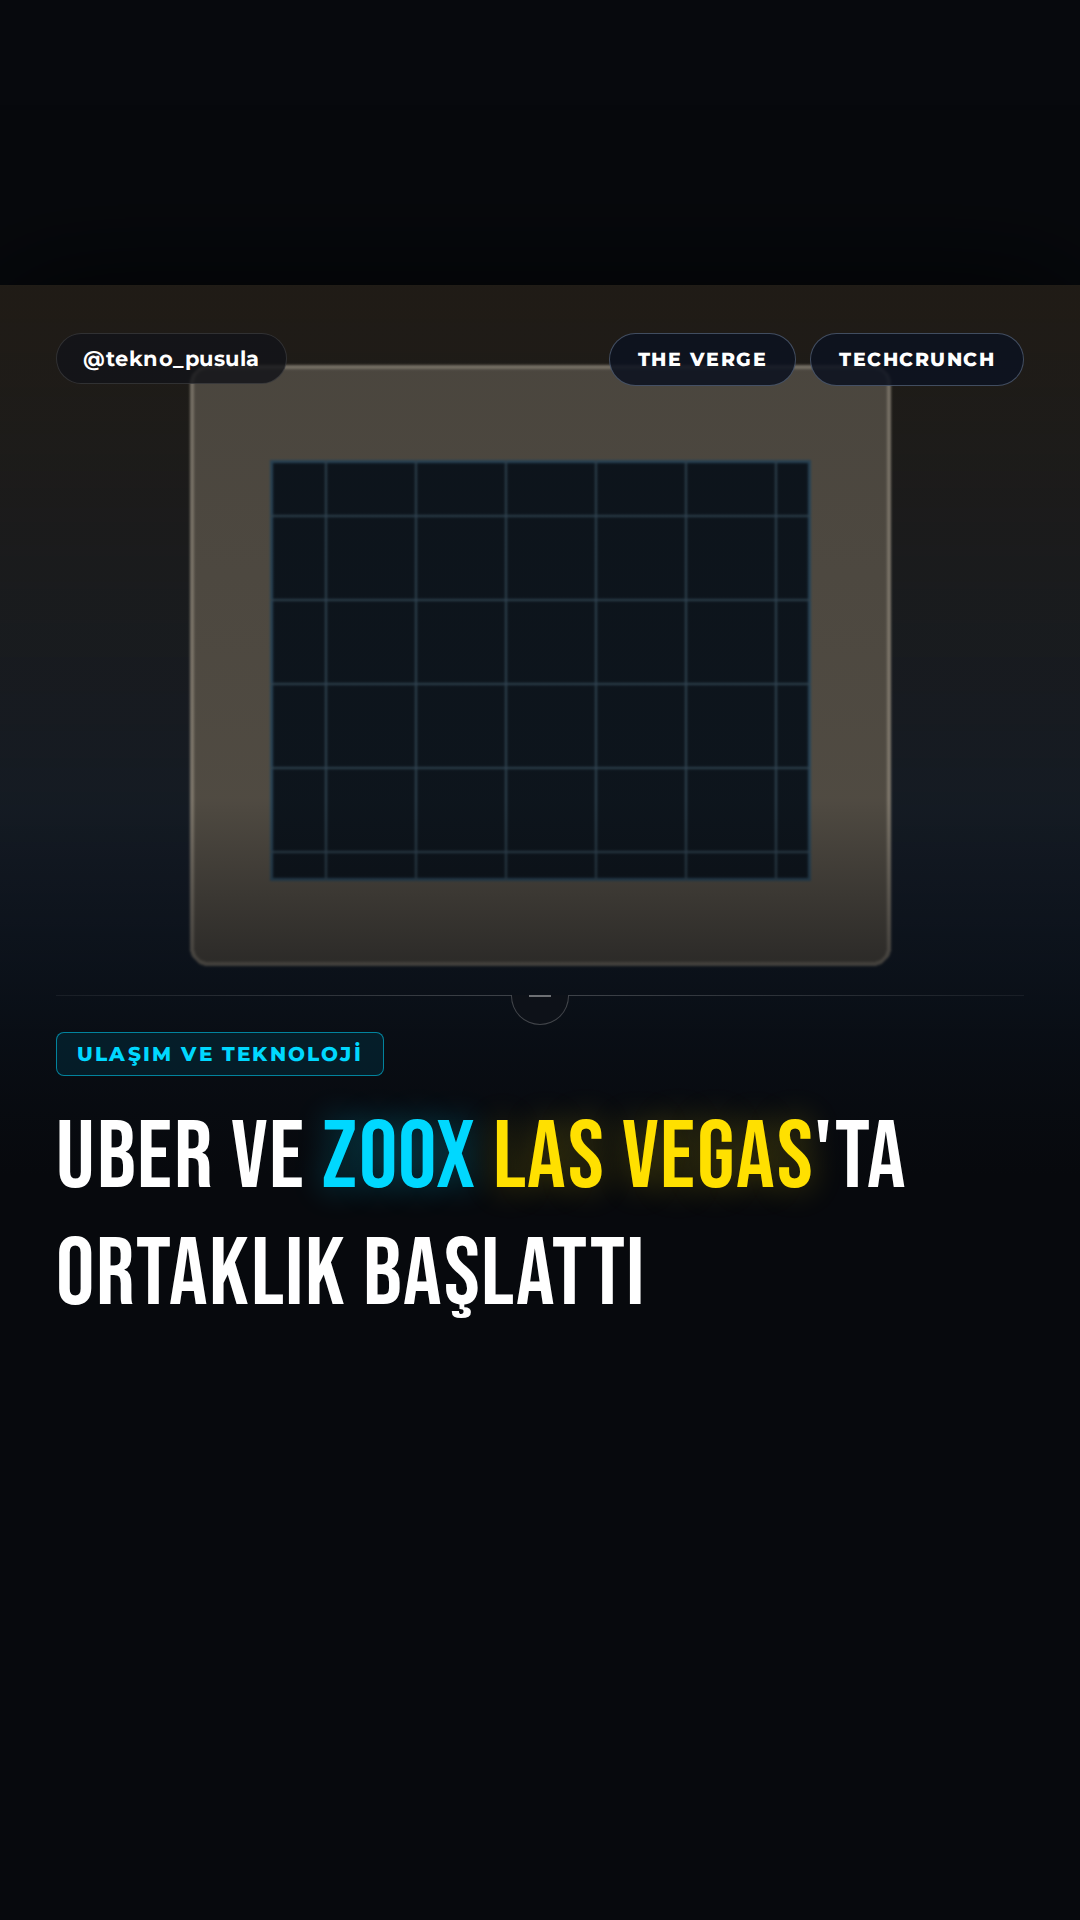 @tekno_pusula
THE VERGE
TECHCRUNCH
ULAŞIM VE TEKNOLOJİ
UBER VE ZOOX LAS VEGAS'TA
ORTAKLIK BAŞLATTI